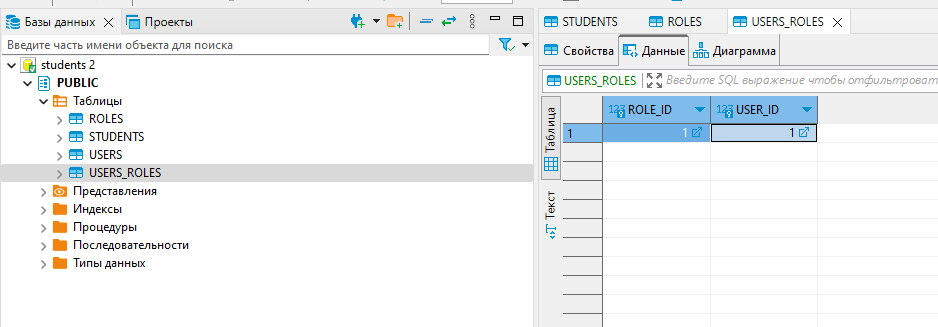 Базы данных
Проекты
Введите часть имени объекта для поиска
students 2
PUBLIC
Таблицы
ROLES
STUDENTS
USERS
USERS_ROLES
Представления
Индексы
Процедуры
Последовательности
Типы данных
STUDENTS
ROLES
USERS_ROLES
Свойства
Данные
Диаграмма
USERS_ROLES
Введите SQL выражение чтобы отфильтроват
Таблица
Текст
123 ROLE_ID
123 USER_ID
1
1
1